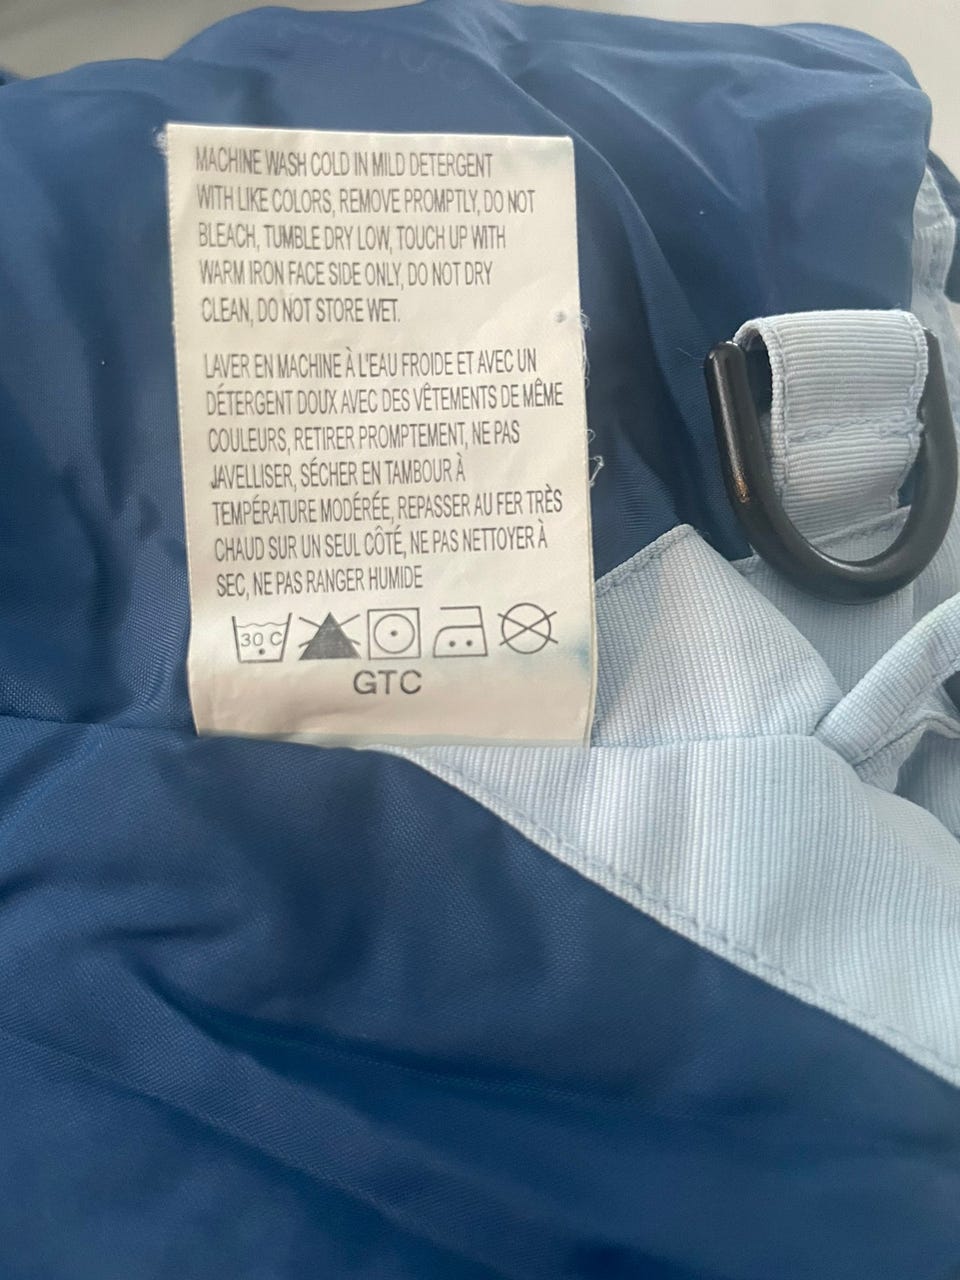 MACHINE WASH COLD IN MILD DETERGENT
WITH LIKE COLORS, REMOVE PROMPTLY, DO NOT
BLEACH, TUMBLE DRY LOW, TOUCH UP WITH
WARM IRON FACE SIDE ONLY, DO NOT DRY
CLEAN, DO NOT STORE WET.
LAVER EN MACHINE À L'EAU FROIDE ET AVEC UN
DÉTERGENT DOUX AVEC DES VÊTEMENTS DE MÊME
COULEURS, RETIRER PROMPTEMENT, NE PAS
JAVELLISER, SÉCHER EN TAMBOUR À
TEMPÉRATURE MODÉRÉE, REPASSER AU FER TRÈS
CHAUD SUR UN SEUL CÔTÉ, NE PAS NETTOYER À
SEC, NE PAS RANGER HUMIDE
30 C
GTC